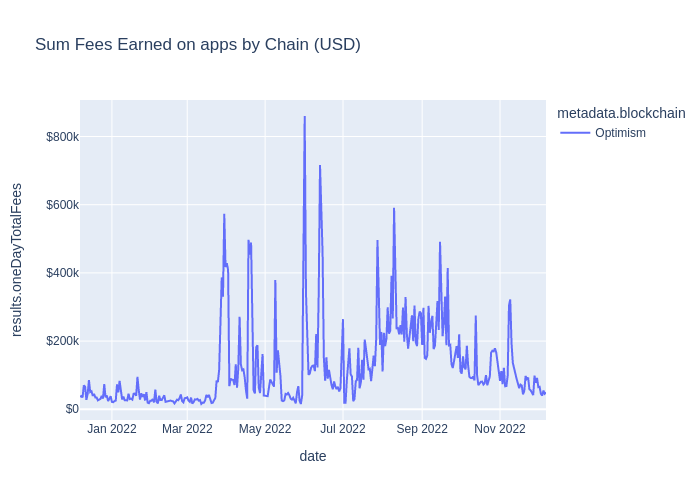 Sum Fees Earned on apps by Chain (USD)
metadata.blockchain
Optimism
$800k
$600k
$400k
$200k
$0
results.oneDayTotalFees
Jan 2022
Mar 2022
May 2022
Jul 2022
Sep 2022
Nov 2022
date